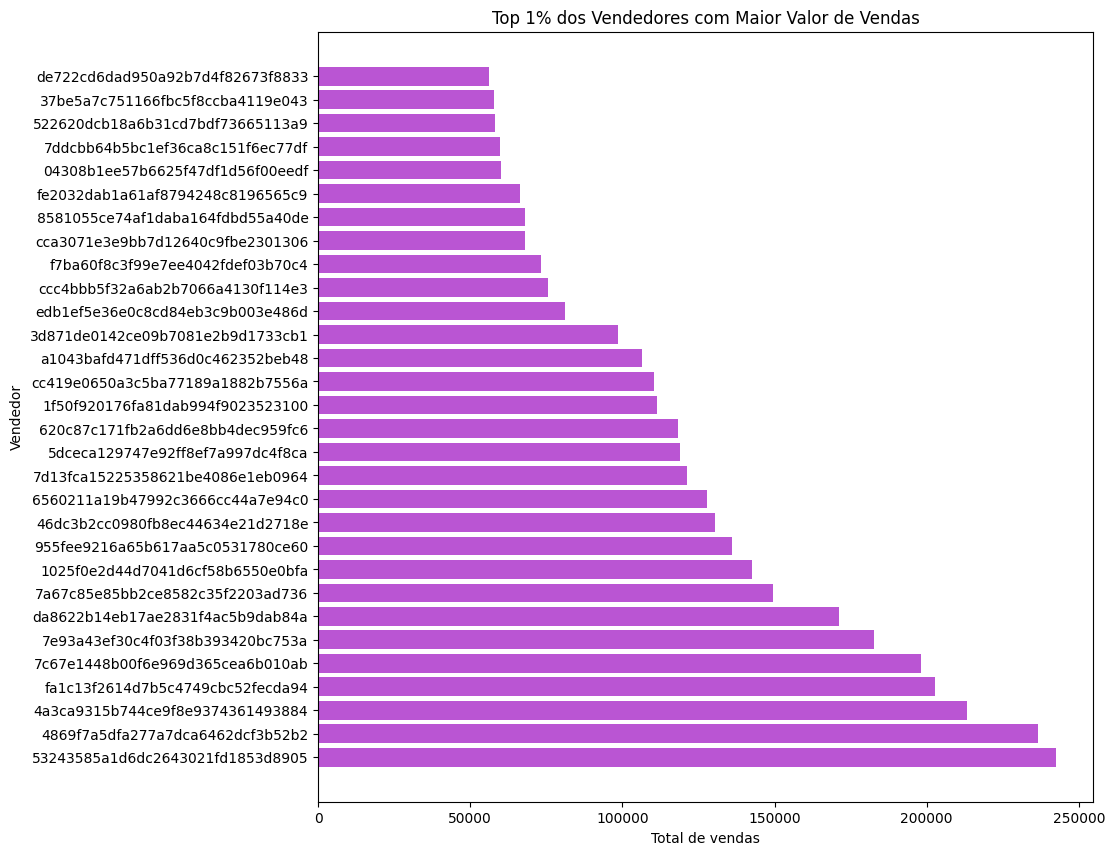 Top 1% dos Vendedores com Maior Valor de Vendas
de722cd6dad950a92b7d4f82673f8833
37be5a7c751166fbc5f8ccba4119e043
522620dcb18a6b31cd7bdf73665113a9
7ddcbb64b5bc1ef36ca8c151f6ec77df
04308b1ee57b6625f47df1d56f00eedf
fe2032dab1a61af8794248c8196565c9
8581055ce74af1daba164fdbd55a40de
cca3071e3e9bb7d12640c9fbe2301306
f7ba60f8c3f99e7ee4042fdef03b70c4
ccc4bbb5f32a6ab2b7066a4130f114e3
edb1ef5e36e0c8cd84eb3c9b003e486d
3d871de0142ce09b7081e2b9d1733cb1
a1043bafd471dff536d0c462352beb48
cc419e0650a3c5ba77189a1882b7556a
1f50f920176fa81dab994f9023523100
620c87c171fb2a6dd6e8bb4dec959fc6
5dceca129747e92ff8ef7a997dc4f8ca
7d13fca15225358621be4086e1eb0964
6560211a19b47992c3666cc44a7e94c0
46dc3b2cc0980fb8ec44634e21d2718e
955fee9216a65b617aa5c0531780ce60
1025f0e2d44d7041d6cf58b6550e0bfa
7a67c85e85bb2ce8582c35f2203ad736
da8622b14eb17ae2831f4ac5b9dab84a
7e93a43ef30c4f03f38b393420bc753a
7c67e1448b00f6e969d365cea6b010ab
fa1c13f2614d7b5c4749cbc52fecda94
4a3ca9315b744ce9f8e9374361493884
4869f7a5dfa277a7dca6462dcf3b52b2
53243585a1d6dc2643021fd1853d8905
Vendedor
0 50000 100000 150000 200000 250000
Total de vendas